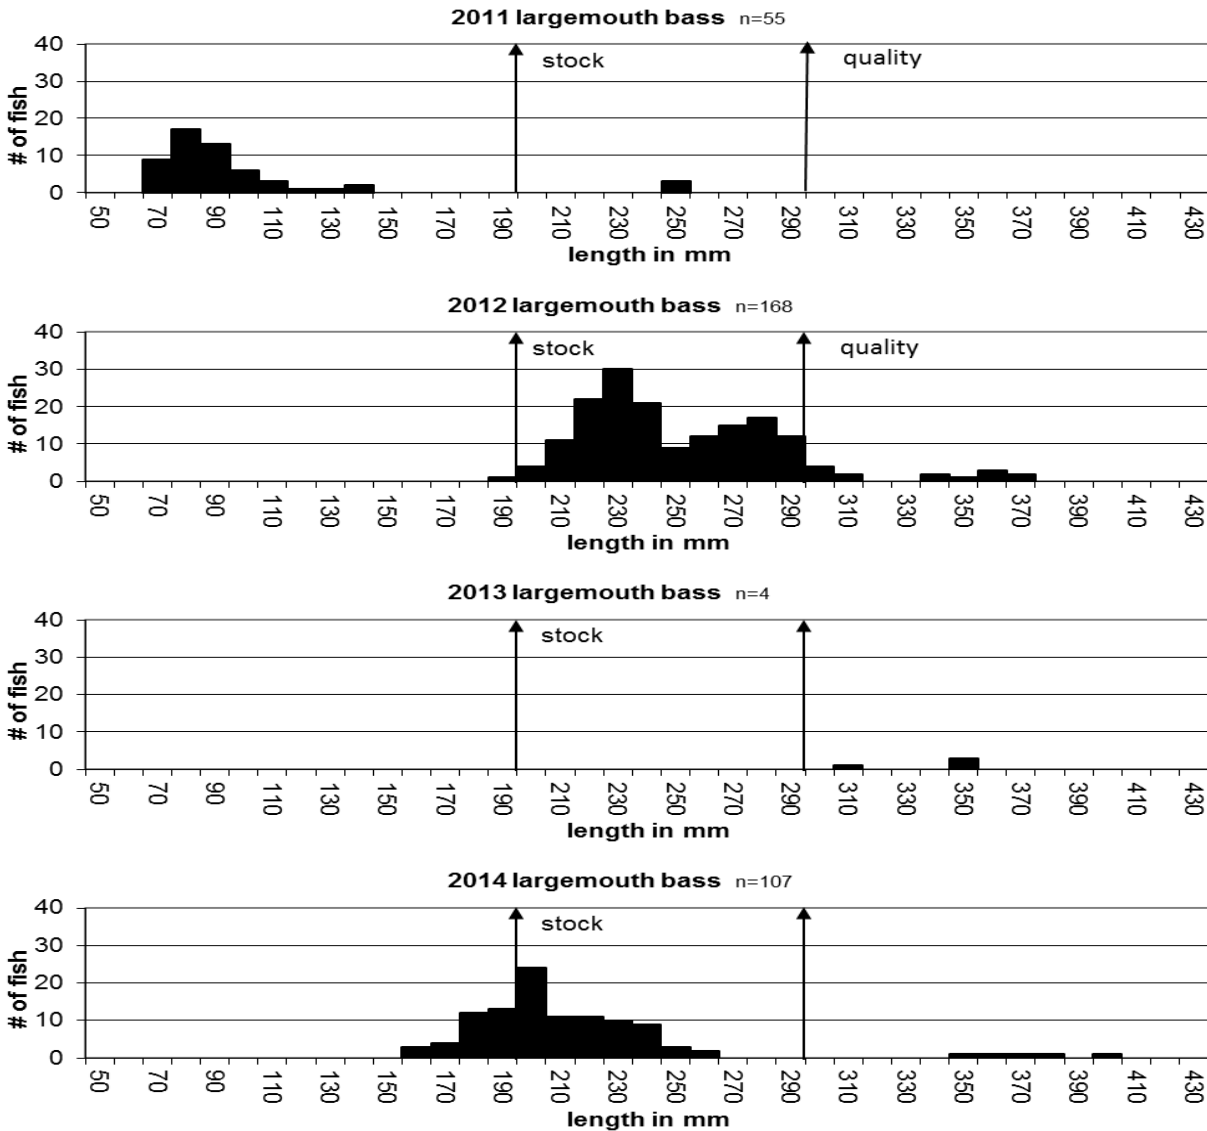 2011 largemouth bass n=55
40
30
20
10
0
# of fish
stock
quality
50 70 90 110 130 150 170 190 210 230 250 270 290 310 330 350 370 390 410 430
length in mm
2012 largemouth bass n=168
40
30
20
10
0
# of fish
stock
quality
50 70 90 110 130 150 170 190 210 230 250 270 290 310 330 350 370 390 410 430
length in mm
2013 largemouth bass n=4
40
30
20
10
0
# of fish
stock
50 70 90 110 130 150 170 190 210 230 250 270 290 310 330 350 370 390 410 430
length in mm
2014 largemouth bass n=107
40
30
20
10
0
# of fish
stock
50 70 90 110 130 150 170 190 210 230 250 270 290 310 330 350 370 390 410 430
length in mm